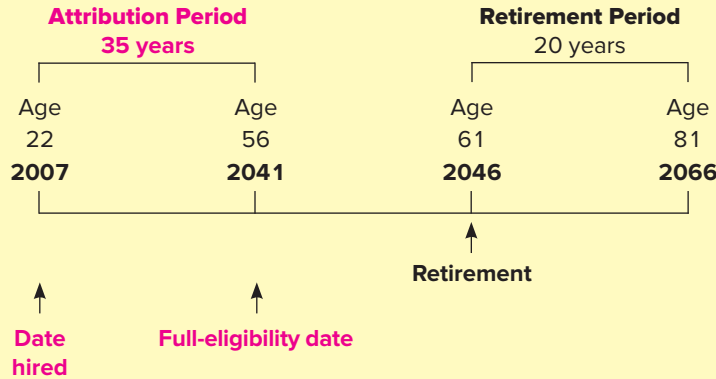 Attribution Period
35 years
Retirement Period
20 years
Age
22
2007
Age
56
2041
Age
61
2046
Age
81
2066
Retirement
Date
hired
Full-eligibility date